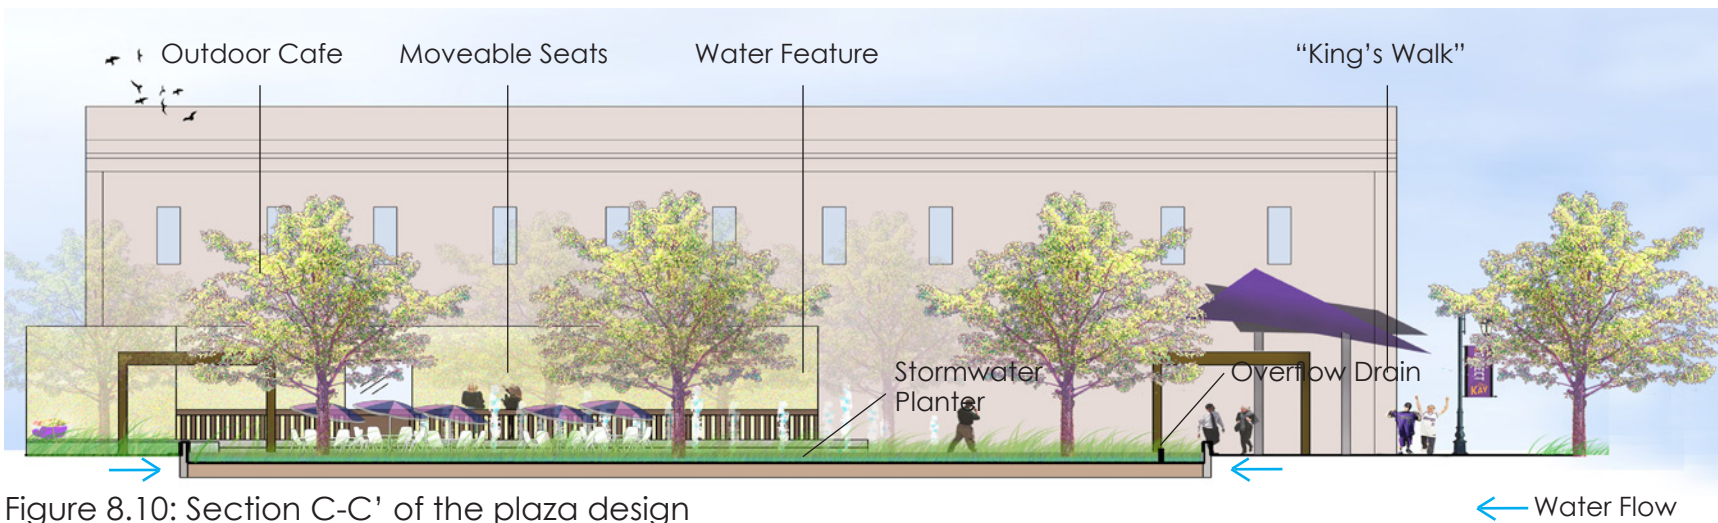 Outdoor Cafe
Moveable Seats
Water Feature
“King’s Walk”
Stormwater
Planter
Overflow Drain
KAY
Figure 8.10: Section C-C’ of the plaza design
Water Flow